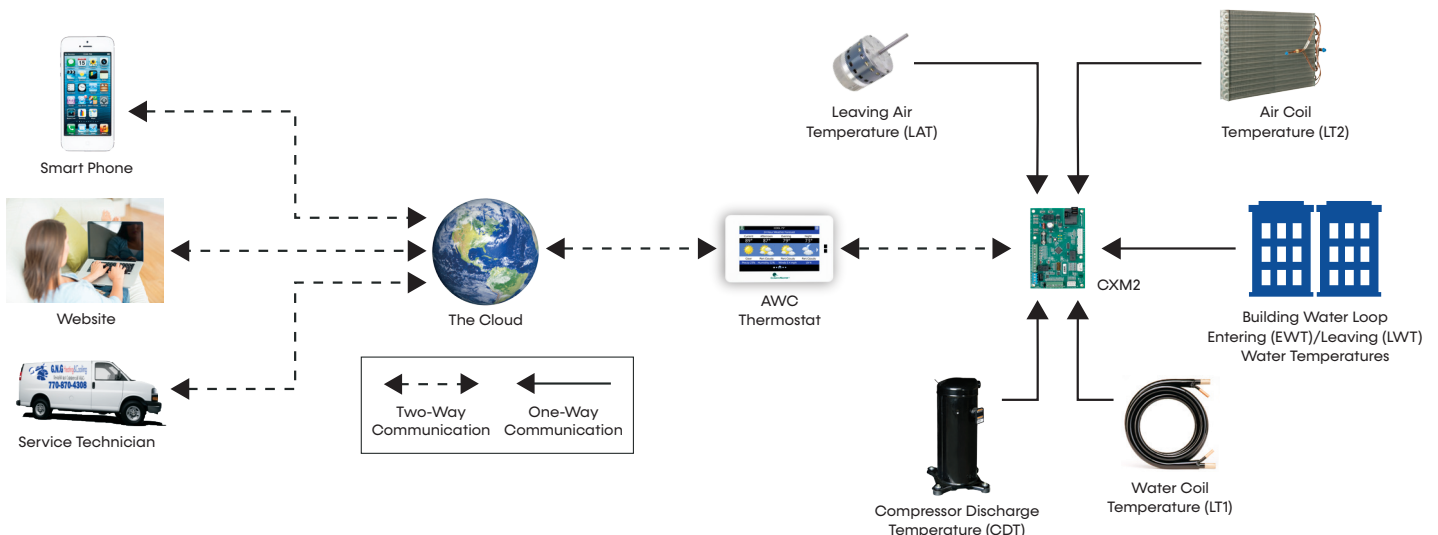 Smart Phone
Website
G.N.G Heating&Cooling
770-870-4308
Service Technician
The Cloud
Two-Way
Communication
One-Way
Communication
AWC
Thermostat
Leaving Air
Temperature (LAT)
Air Coil
Temperature (LT2)
CXM2
Building Water Loop
Entering (EWT)/Leaving (LWT)
Water Temperatures
Compressor Discharge
Temperature (CDT)
Water Coil
Temperature (LT1)